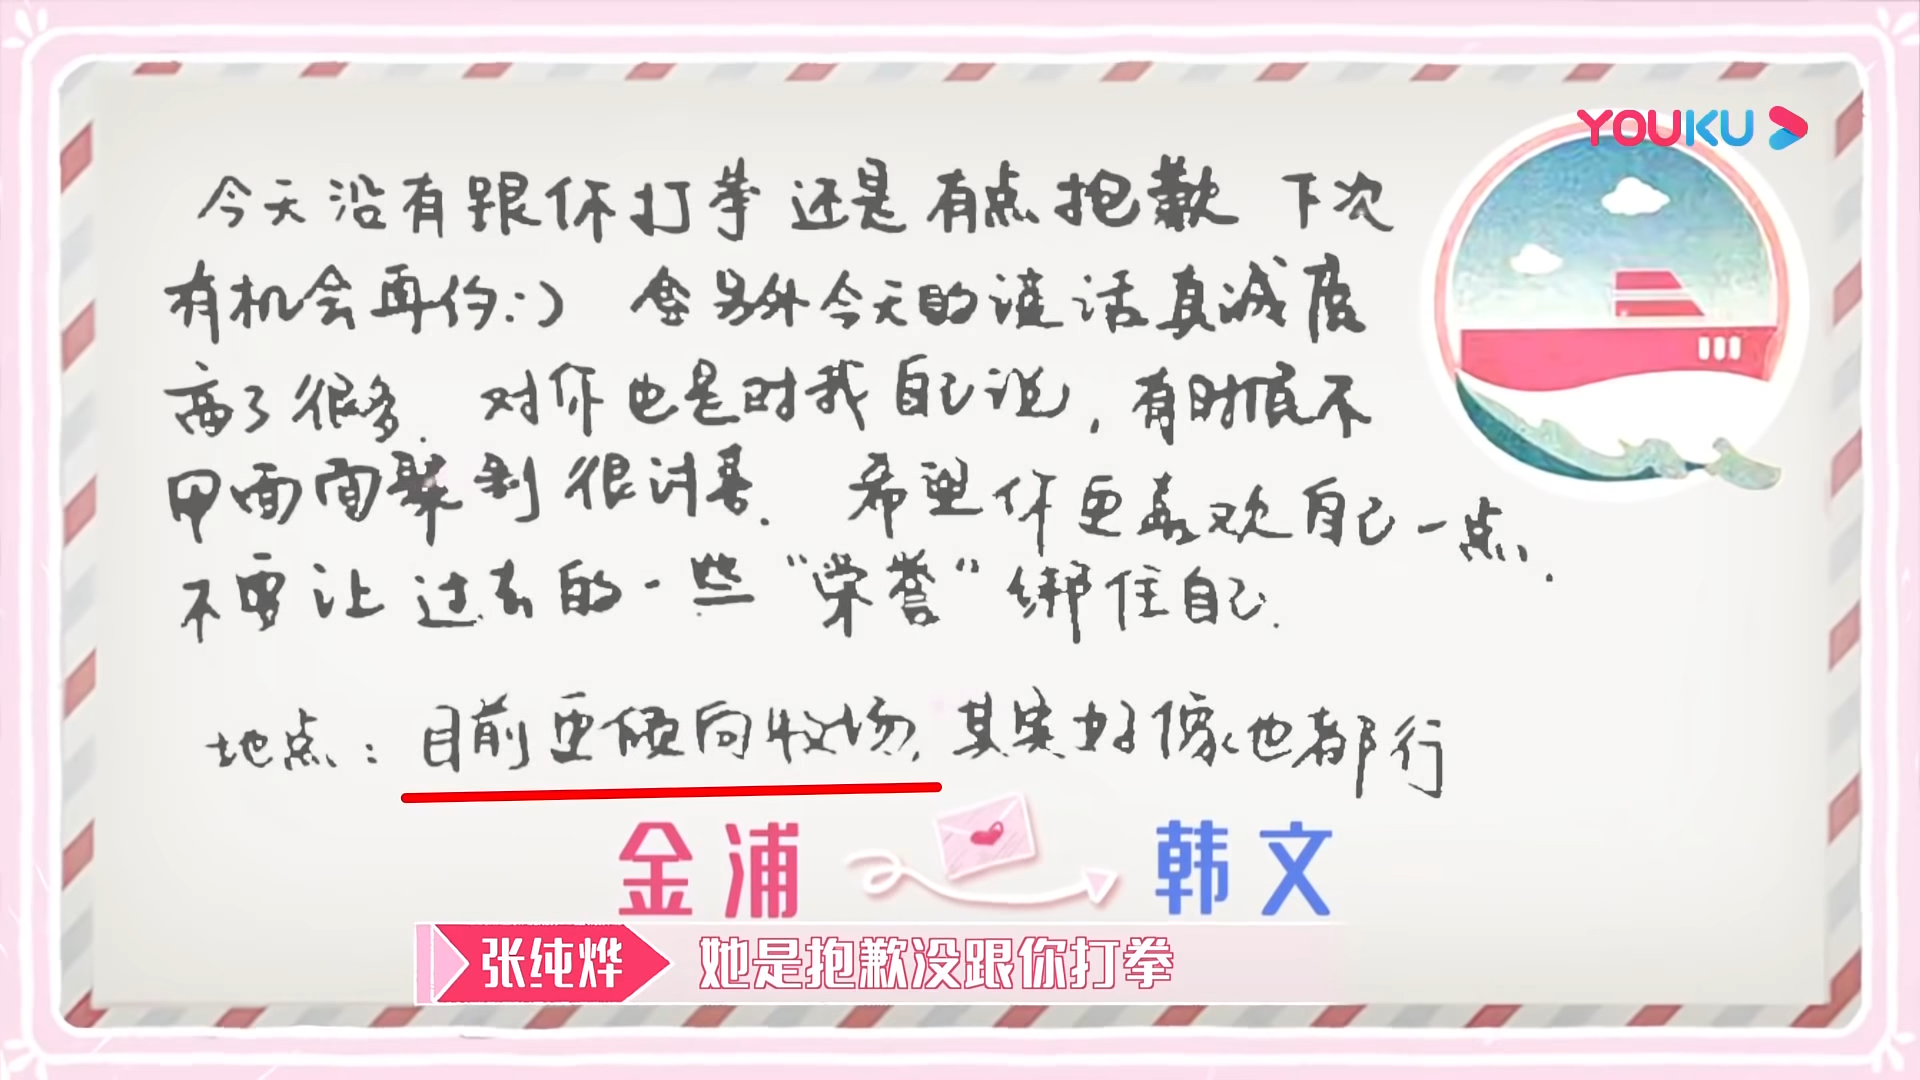 YOUKU
今天没有跟你打拳 还是有点抱歉 下次
有机会再约:) 另外今天的谈话真诚度
高了很多. 对你也是对我自己说, 有时候不
用面面聚到很讨喜. 希望你更喜欢自己一点.
不要让过去的一些“荣誉”绑住自己.
地点: 目前更倾向牧场, 其实好像也都行
金浦 韩文
张纯烨 她是抱歉没跟你打拳